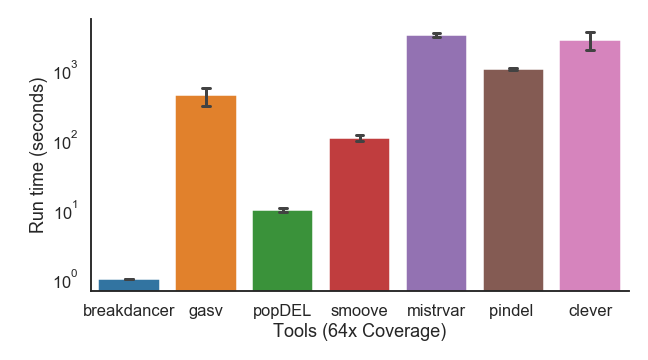 10³
10²
10¹
10⁰
Run time (seconds)
breakdancer gasv popDEL smoove mistrvar pindel clever
Tools (64x Coverage)